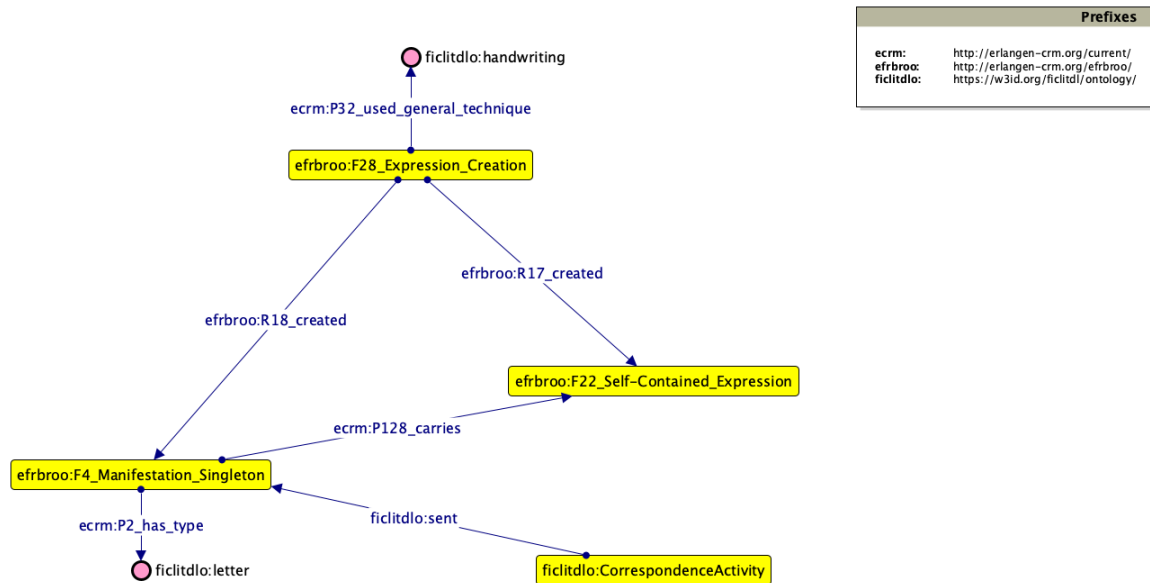 Prefixes
ecrm: http://erlangen-crm.org/current/
efrbroo: http://erlangen-crm.org/efrbroo/
ficlitdlo: https://w3id.org/ficlitdl/ontology/
ficlitdlo:handwriting
ecrm:P32_used_general_technique
efrbroo:F28_Expression_Creation
efrbroo:R17_created
efrbroo:R18_created
efrbroo:F22_Self-Contained_Expression
ecrm:P128_carries
efrbroo:F4_Manifestation_Singleton
ficlitdlo:sent
ecrm:P2_has_type
ficlitdlo:letter
ficlitdlo:CorrespondenceActivity